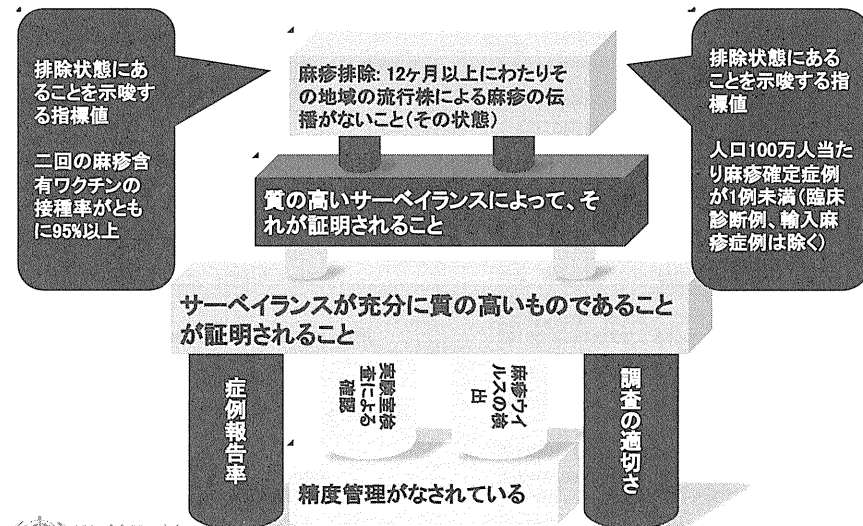 排除状態にあ
ることを示唆す
る指標値
二回の麻疹含
有ワクチンの
接種率がとも
に95%以上
麻疹排除: 12ヶ月以上にわたりそ
の地域の流行株による麻疹の伝
播がないこと(その状態)
排除状態にある
ことを示唆する指
標値
人口100万人当た
り麻疹確定症例
が1例未満(臨床
診断例、輸入麻
疹症例は除く)
質の高いサーベイランスによって、そ
れが証明されること
サーベイランスが充分に質の高いものであること
が証明されること
症例報告率
実験室検
査による
確認
麻疹ウイ
ルスの検
出
調査の適切さ
精度管理がなされている